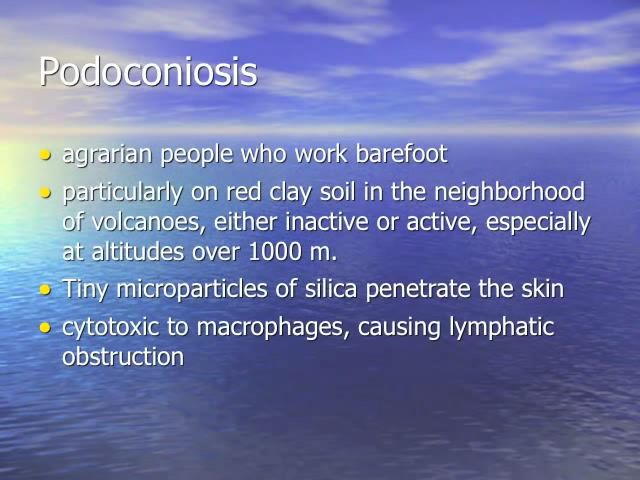 Podoconiosis
• agrarian people who work barefoot
• particularly on red clay soil in the neighborhood
of volcanoes, either inactive or active, especially
at altitudes over 1000 m.
• Tiny microparticles of silica penetrate the skin
• cytotoxic to macrophages, causing lymphatic
obstruction